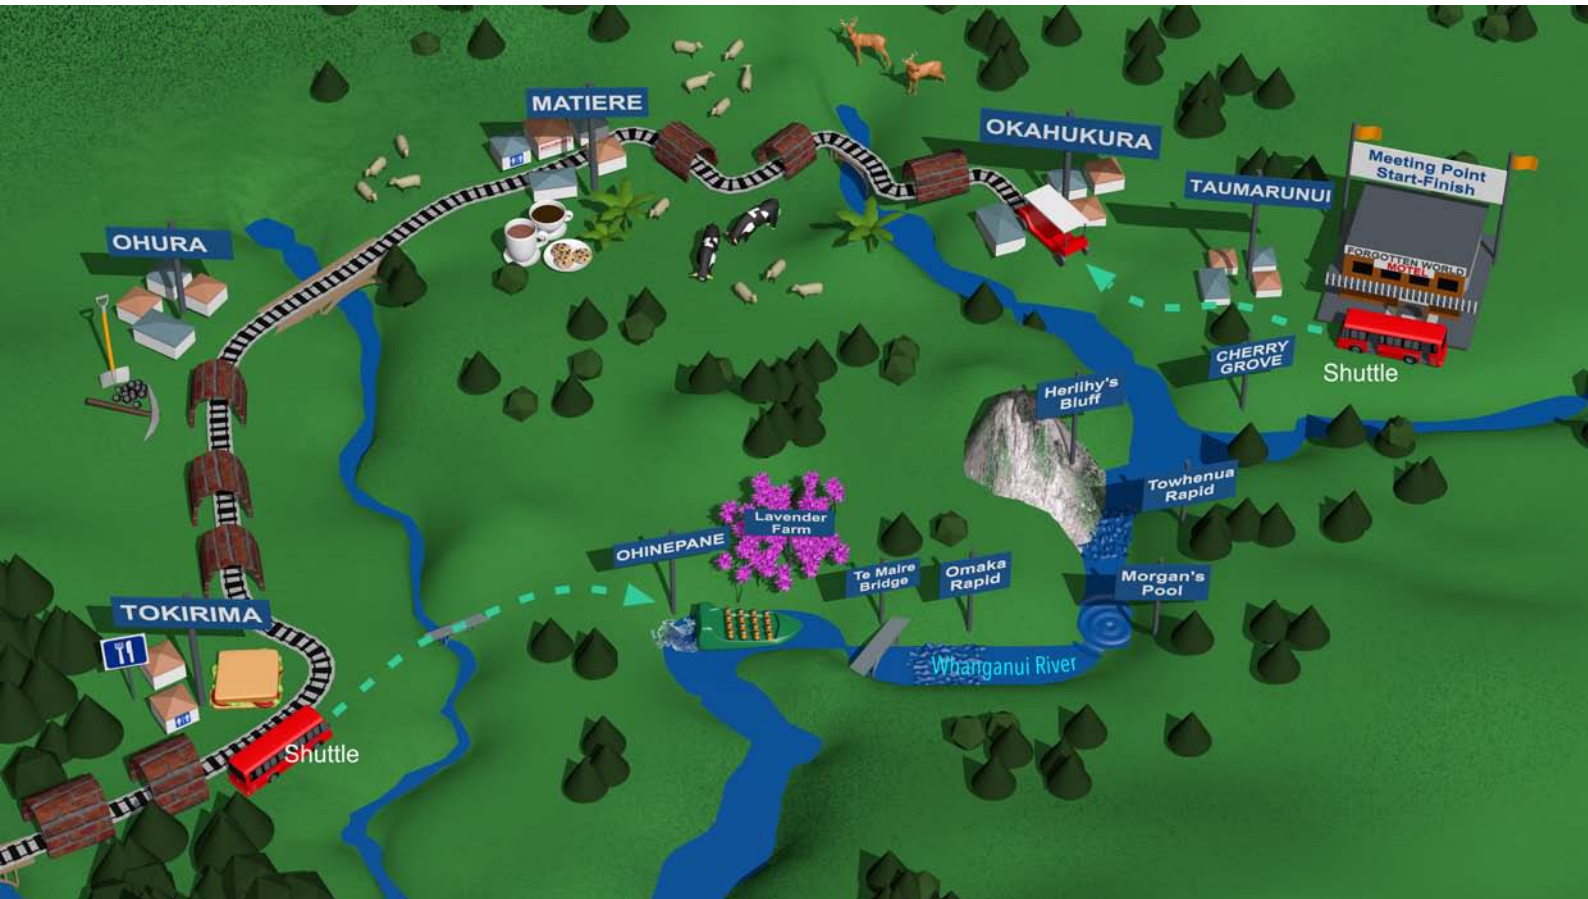 MATIERE
OKAHUKURA
Meeting Point
Start-Finish
TAUMARUNUI
OHURA
FORGOTTEN WORLD
MOTEL
CHERRY
GROVE
Shuttle
Herlihy's
Bluff
Towhenua
Rapid
Lavender
Farm
OHINEPANE
Te Maire
Bridge
Omaka
Rapid
Morgan's
Pool
TOKIRIMA
Whanganui River
Shuttle